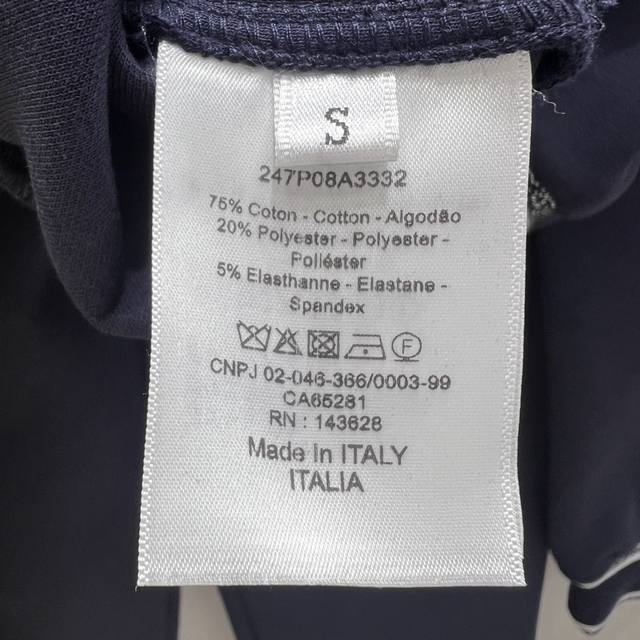 S
247P08A3332
75% Coton - Cotton - Algodão
20% Polyester - Polyester -
Poliéster
5% Elasthanne - Elastane -
Spandex
F
CNPJ 02-046-366/0003-99
CA65281
RN : 143628
Made in ITALY
ITALIA